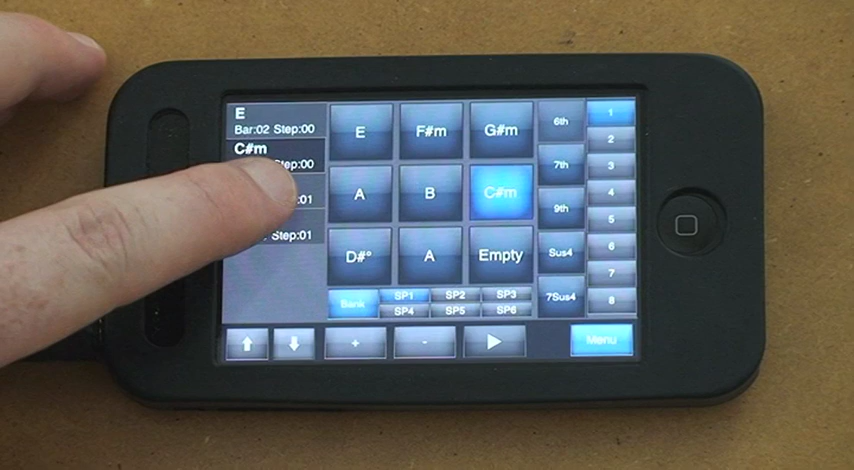 E
Bar:02 Step:00
C#m
Step:00
:01
Step:01
E F#m G#m
A B C#m
D#° A Empty
6th
7th
9th
Sus4
7Sus4
1
2
3
4
5
6
7
8
Bank SP1 SP2 SP3
SP4 SP5 SP6
+ - Menu